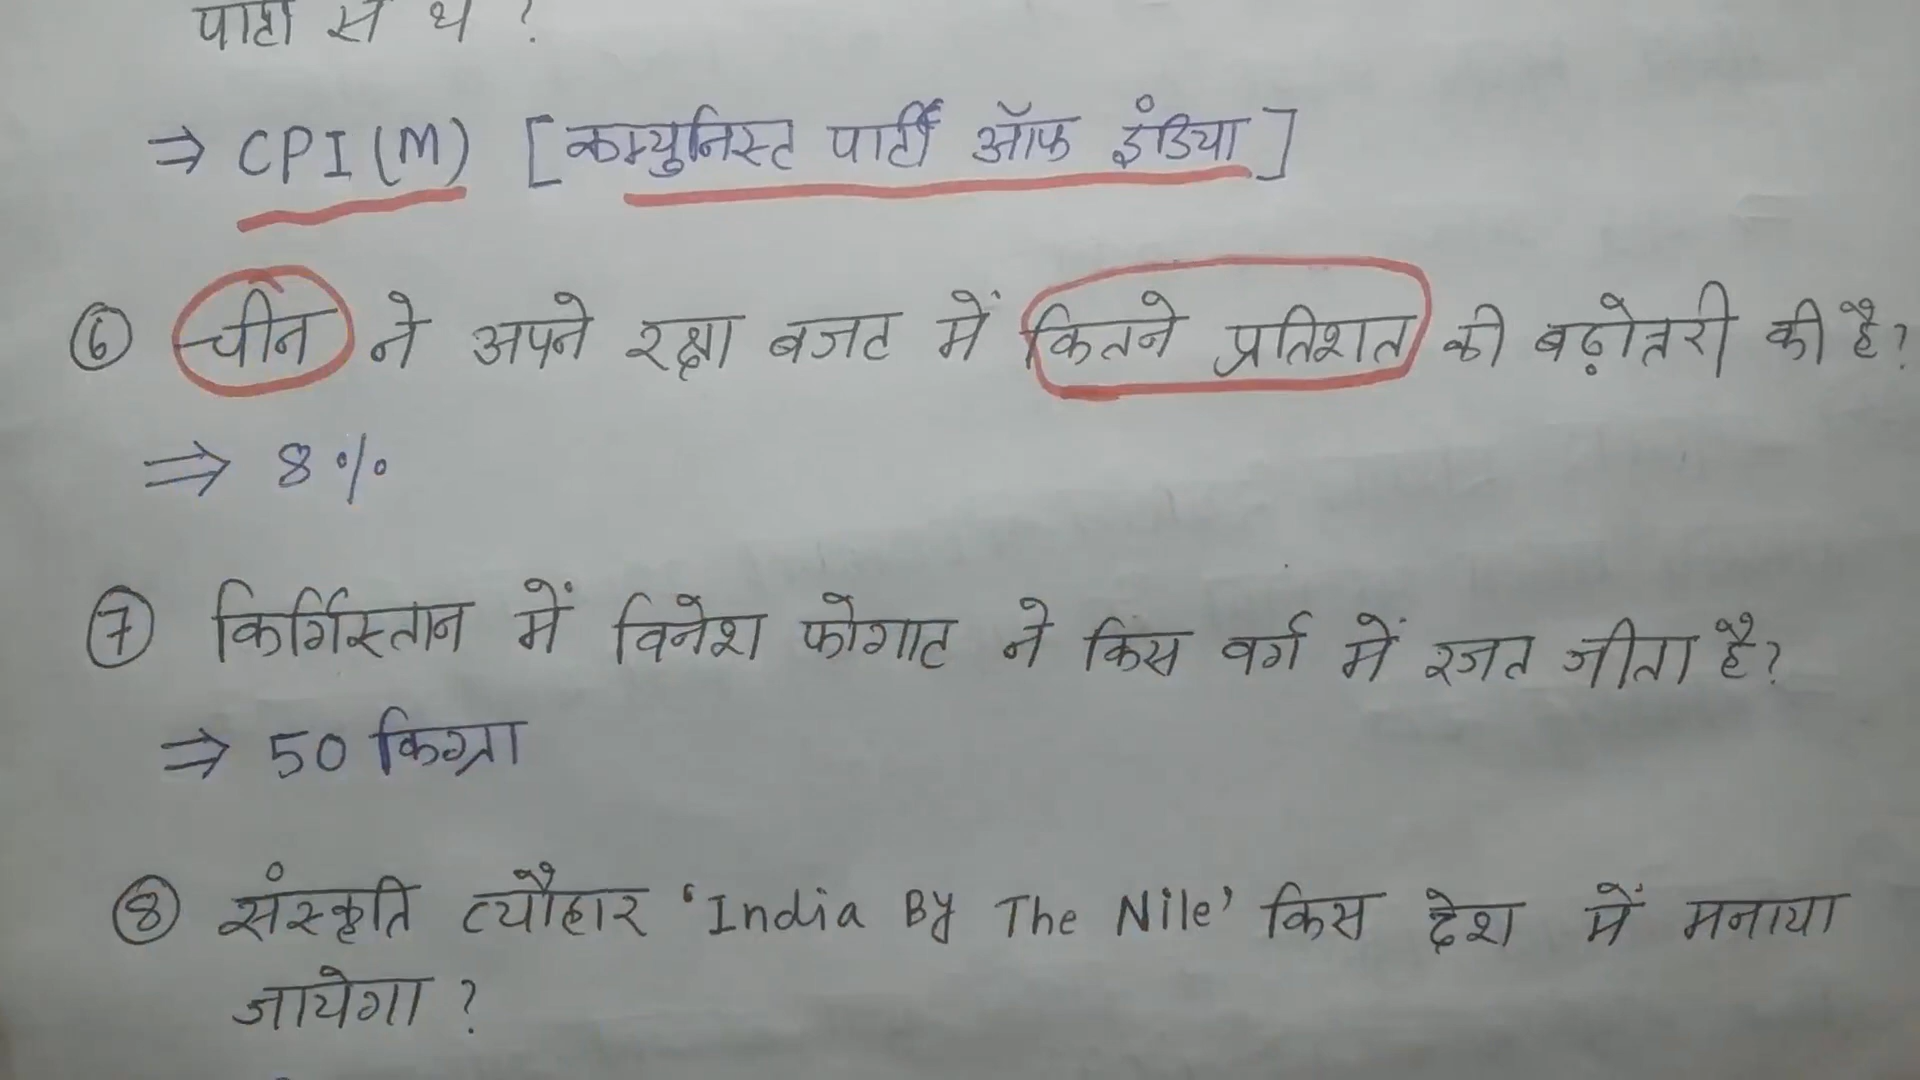 पार्टी से थे ?
⇒ CPI(M) [कम्युनिस्ट पार्टी ऑफ इंडिया]
⑥ चीन ने अपने रक्षा बजट में कितने प्रतिशत की बढ़ोतरी की है?
⇒ 8%
⑦ किर्गिस्तान में विनेश फोगाट ने किस वर्ग में रजत जीता है?
⇒ 50 किग्रा
⑧ संस्कृति त्यौहार 'India By The Nile' किस देश में मनाया
जायेगा ?